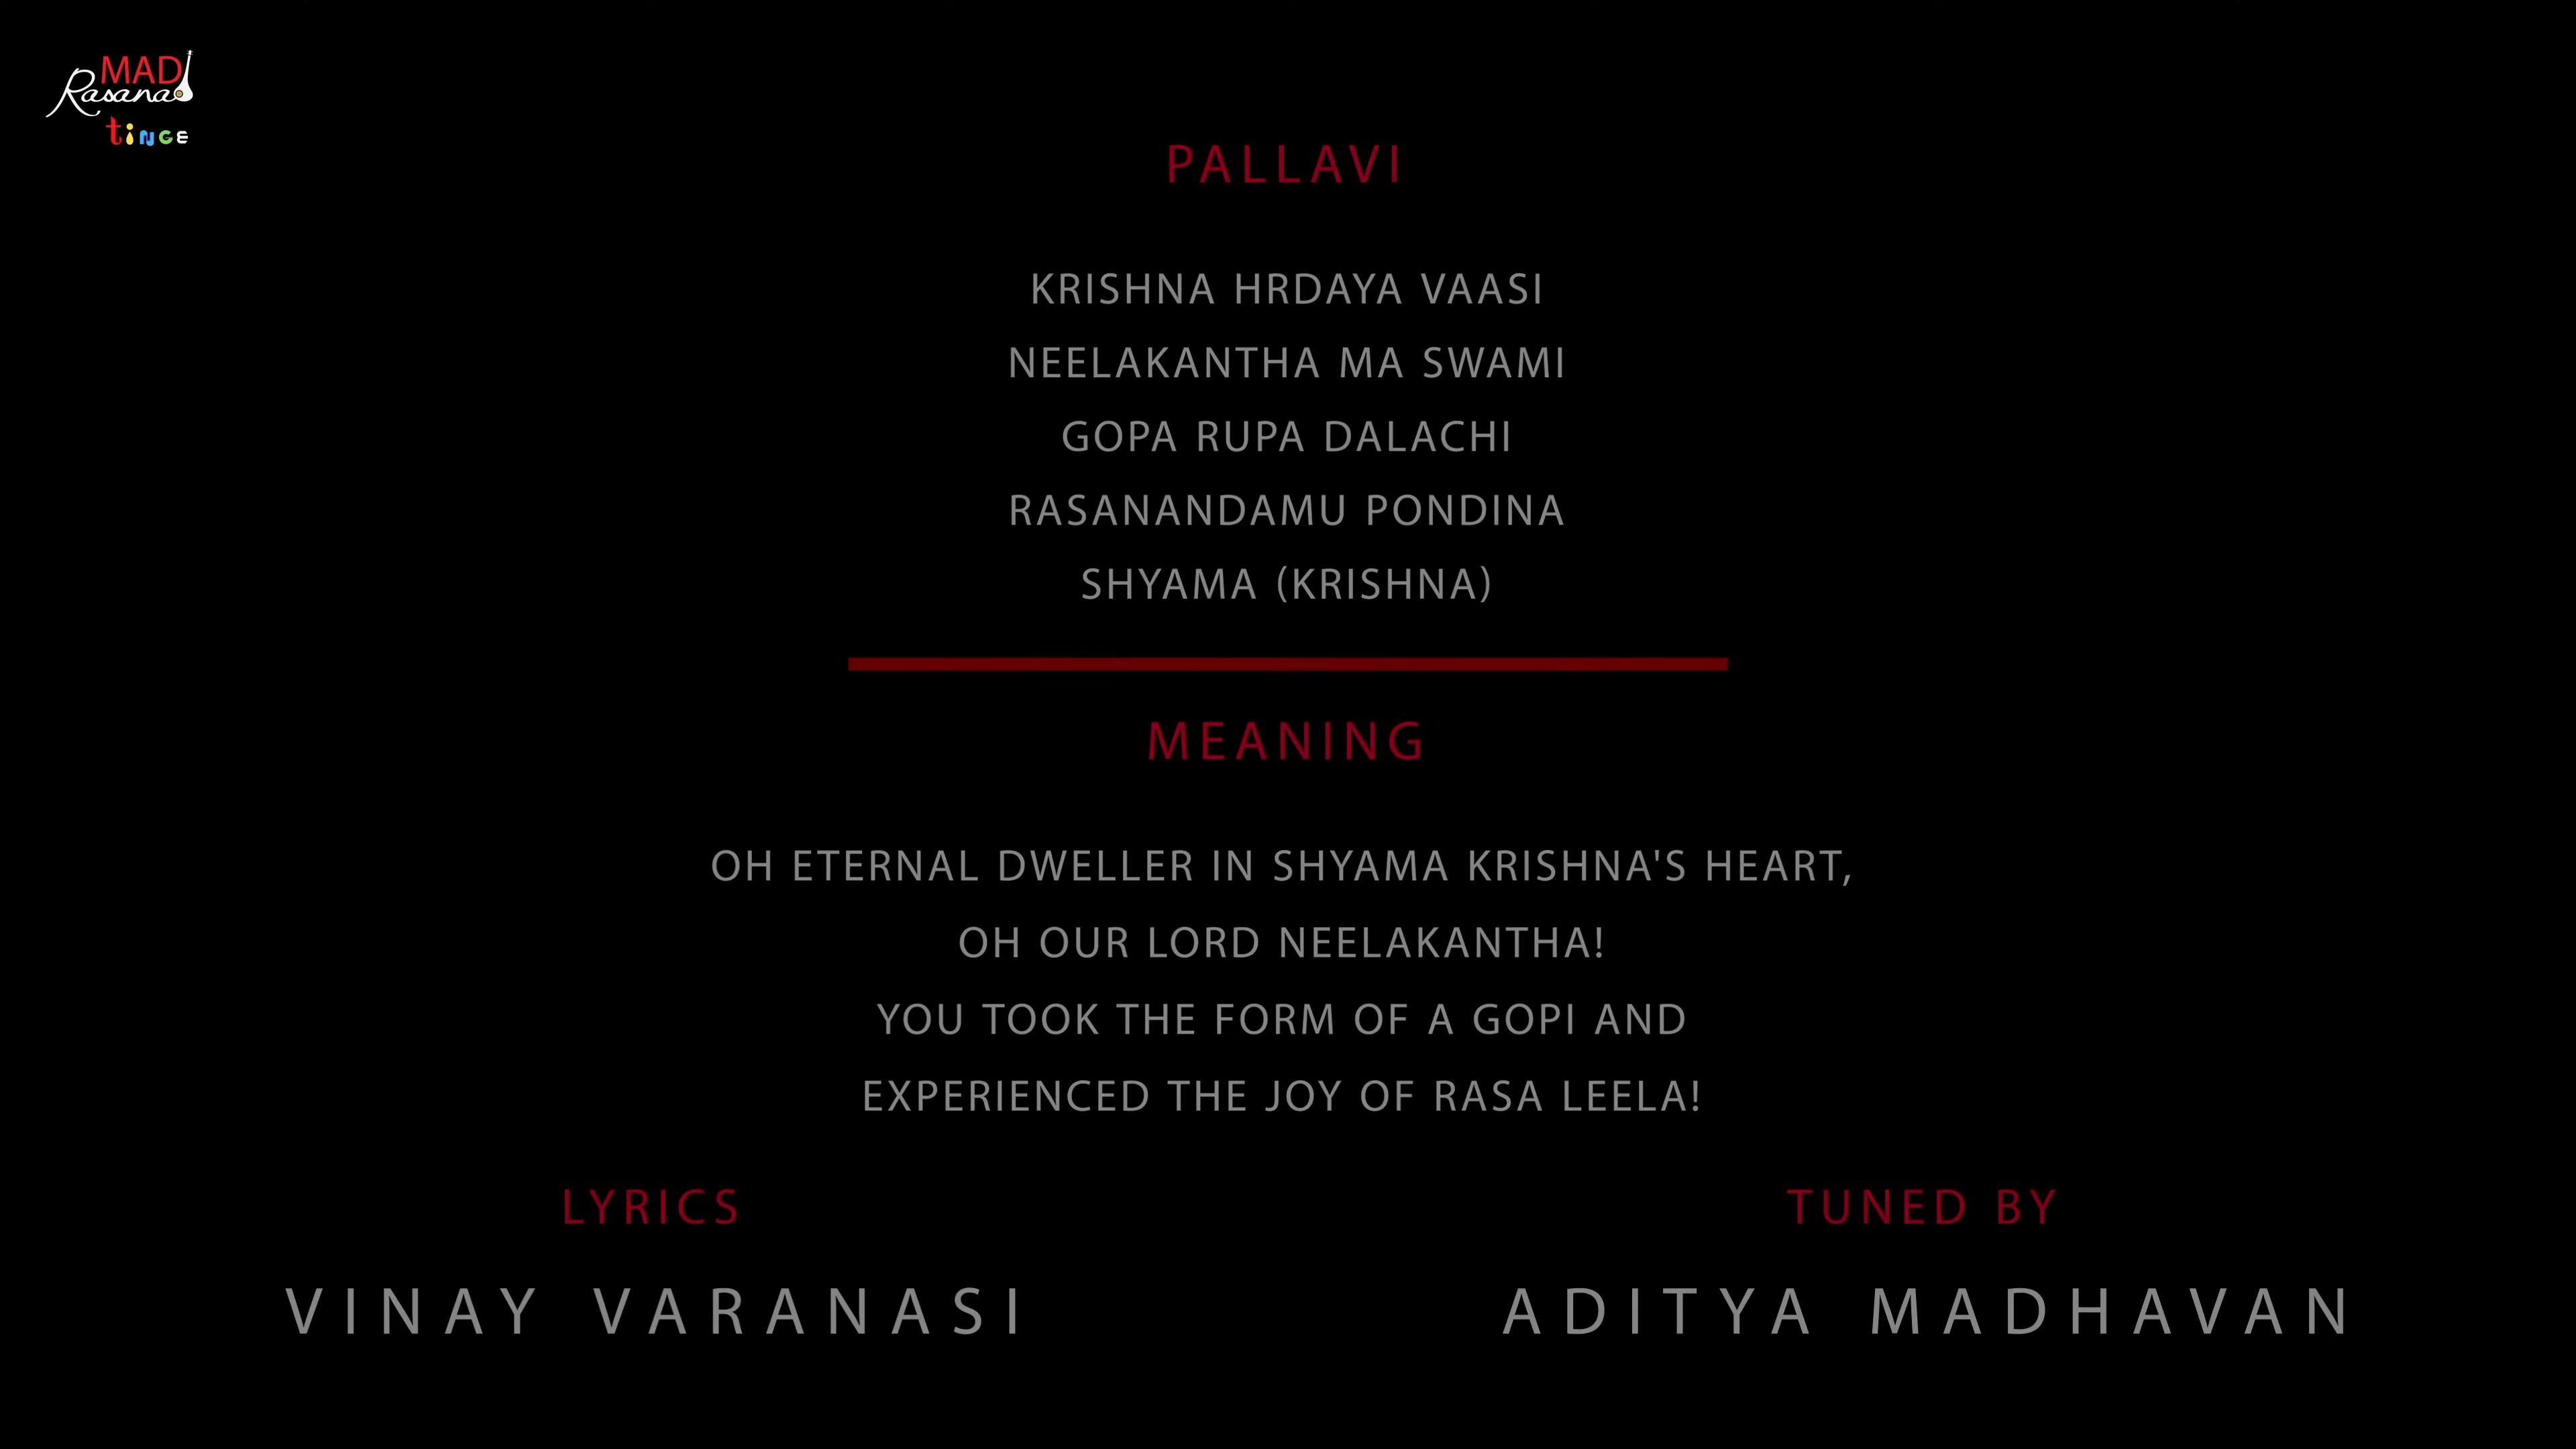 MAD
Rasana
tinge
PALLAVI
KRISHNA HRDAYA VAASI
NEELAKANTHA MA SWAMI
GOPA RUPA DALACHI
RASANANDAMU PONDINA
SHYAMA (KRISHNA)
MEANING
OH ETERNAL DWELLER IN SHYAMA KRISHNA'S HEART,
OH OUR LORD NEELAKANTHA!
YOU TOOK THE FORM OF A GOPI AND
EXPERIENCED THE JOY OF RASA LEELA!
LYRICS
VINAY VARANASI
TUNED BY
ADITYA MADHAVAN